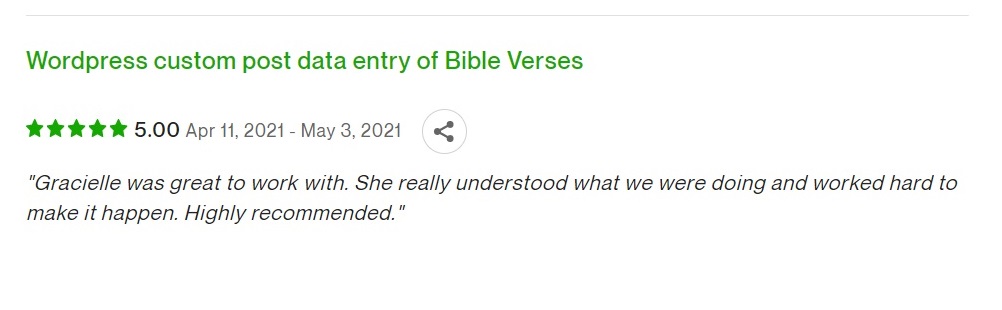 Wordpress custom post data entry of Bible Verses
5.00 Apr 11, 2021 - May 3, 2021
"Gracielle was great to work with. She really understood what we were doing and worked hard to
make it happen. Highly recommended."